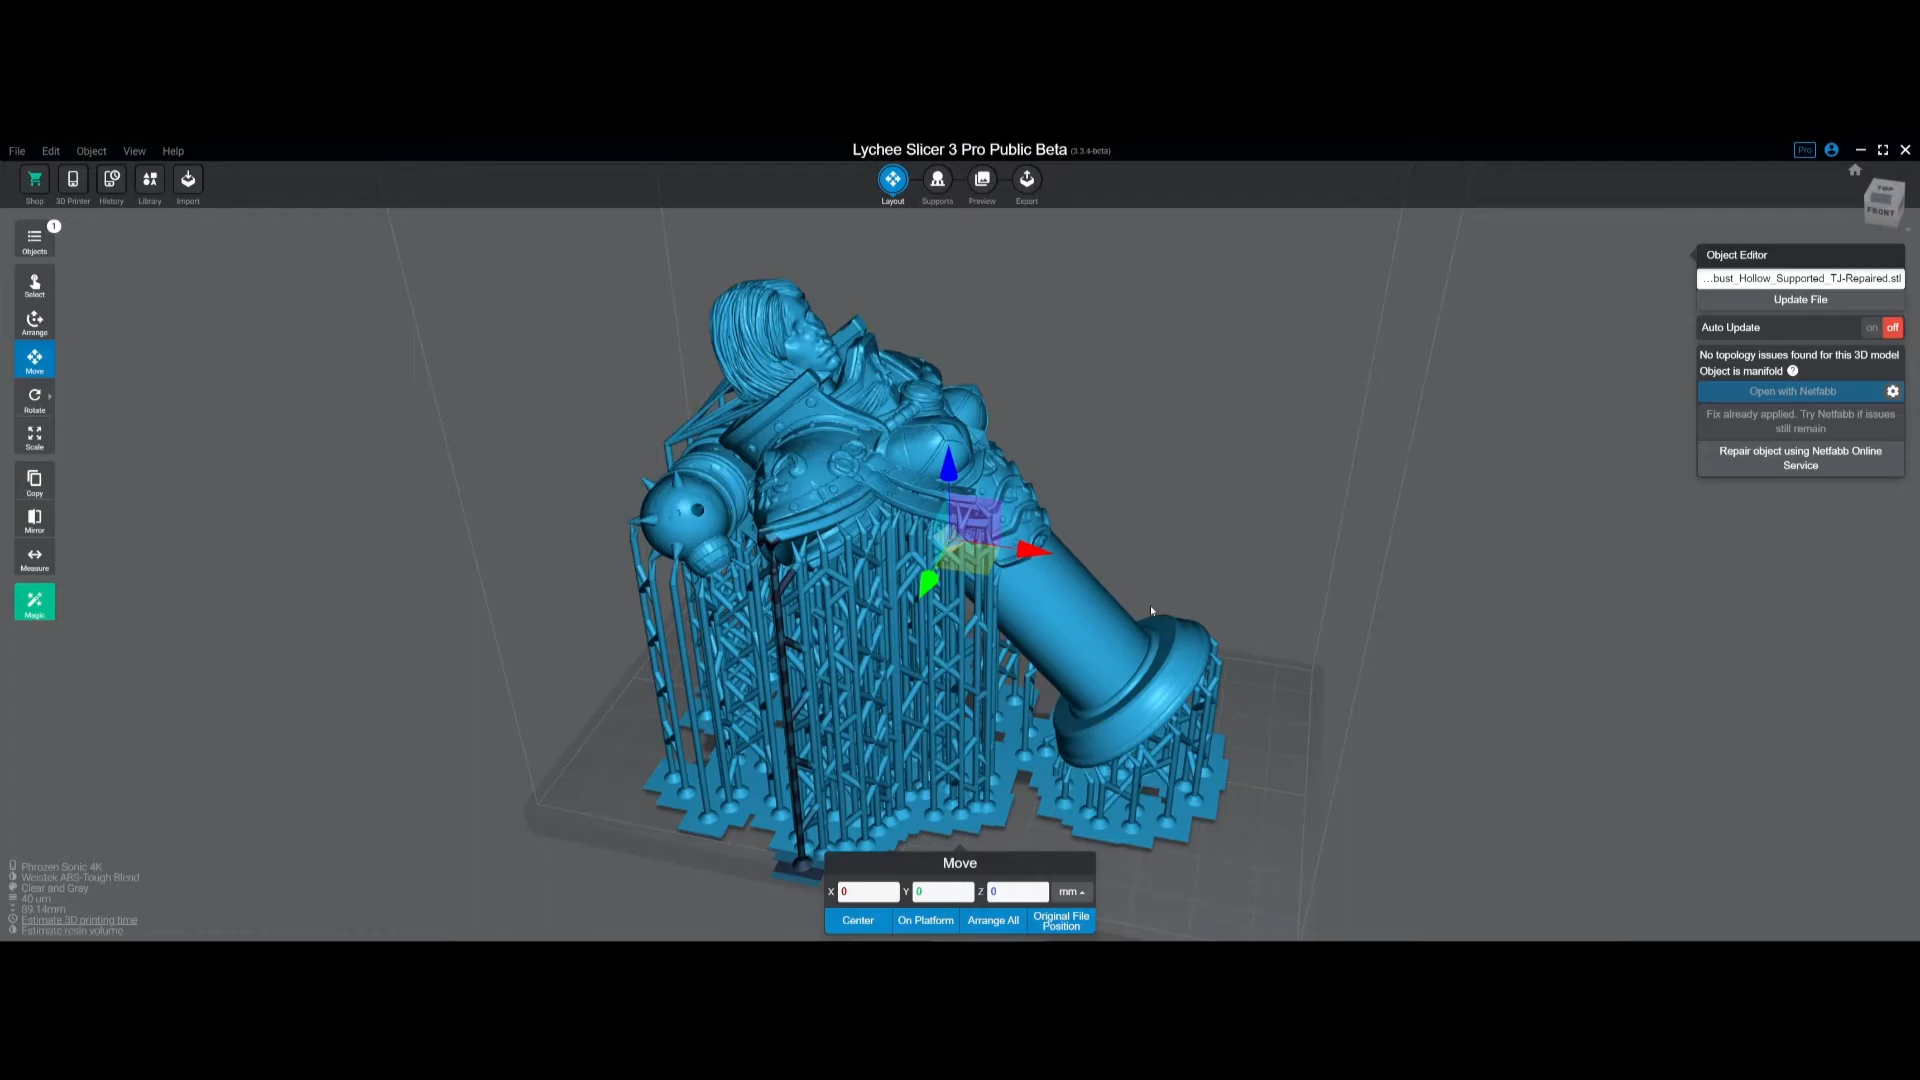 File Edit Object View Help
Lychee Slicer 3 Pro Public Beta (3.3.4-beta)
Pro
Shop 3D Printer History Library Import
Layout Supports Preview Export
TOP
FRONT
1
Objects
Select
Arrange
Move
Rotate
Scale
Copy
Mirror
Measure
Magic
Object Editor
...bust_Hollow_Supported_TJ-Repaired.stl
Update File
Auto Update on off
No topology issues found for this 3D model
Object is manifold ?
Open with Netfabb
Fix already applied. Try Netfabb if issues
still remain
Repair object using Netfabb Online
Service
Phrozen Sonic 4K
Weistek ABS-Tough Blend
Clear and Gray
40 um
89.14mm
Estimate 3D printing time
Estimate resin volume
Move
X 0 Y 0 Z 0 mm
Center On Platform Arrange All Original File
Position